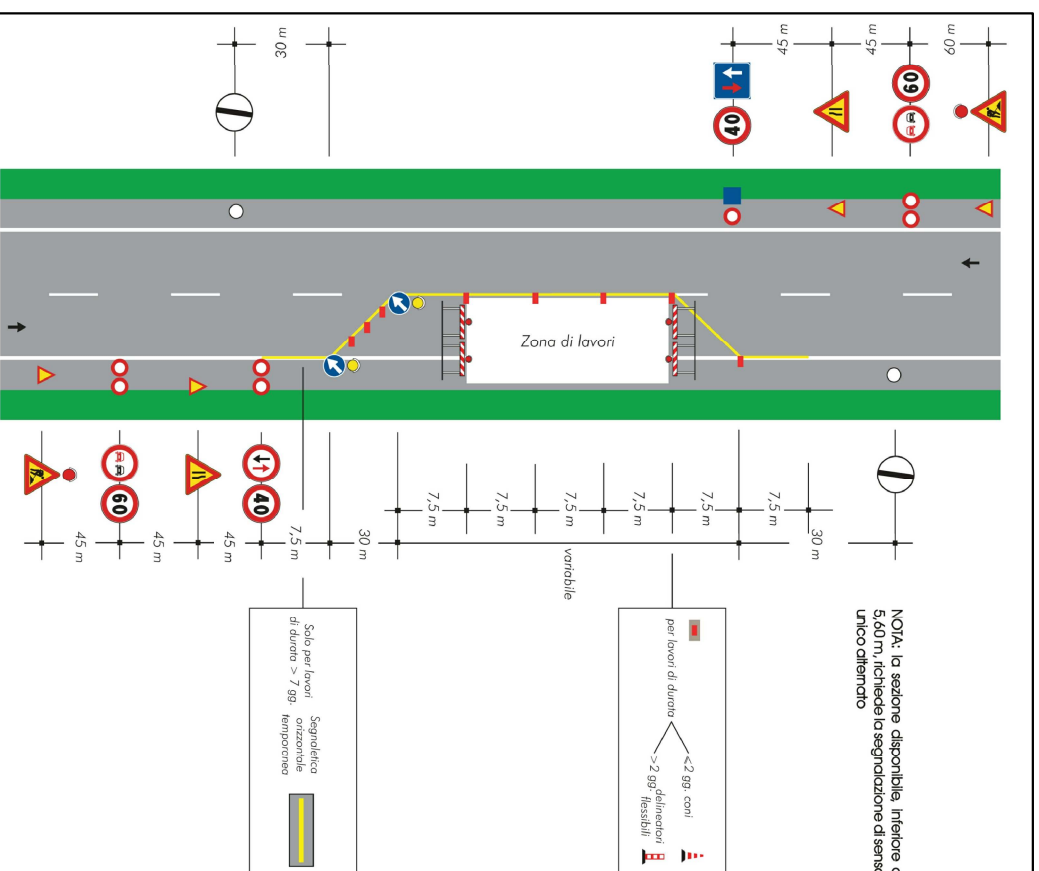 30 m
45 m
45 m
60 m
40
60
Zona di lavori
40
60
7,5 m
7,5 m
7,5 m
7,5 m
7,5 m
7,5 m
30 m
variabile
30 m
7,5 m
45 m
45 m
45 m
NOTA: la sezione disponibile, inferiore
5,60 m, richiede la segnalazione di
unico alternato
per lavori di durata
<2 gg. coni
>2 gg. delineatori
flessibili
Solo per lavori
di durata > 7 gg.
Segnaletica
orizzontale
temporanea